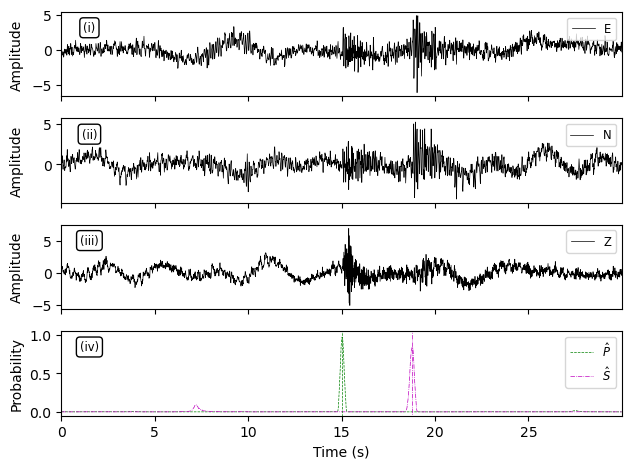 (i)
E
Amplitude
5
0
−5
(ii)
N
Amplitude
5
0
(iii)
Z
Amplitude
5
0
−5
(iv)
P̂
Ŝ
Probability
1.0
0.5
0.0
0 5 10 15 20 25
Time (s)